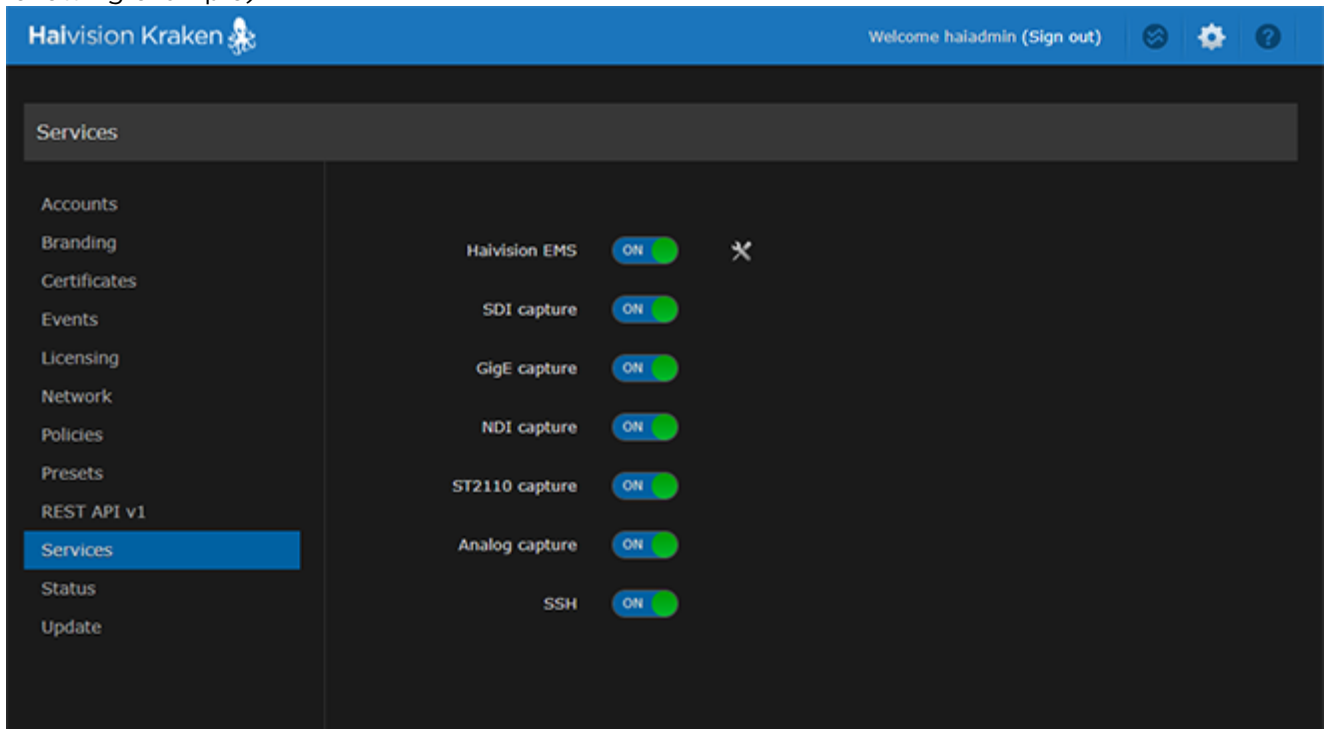 Haivision Kraken
Welcome haiadmin (Sign out)
Services
Accounts
Branding
Certificates
Events
Licensing
Network
Policies
Presets
REST API v1
Services
Status
Update
Haivision EMS ON
SDI capture ON
GigE capture ON
NDI capture ON
ST2110 capture ON
Analog capture ON
SSH ON